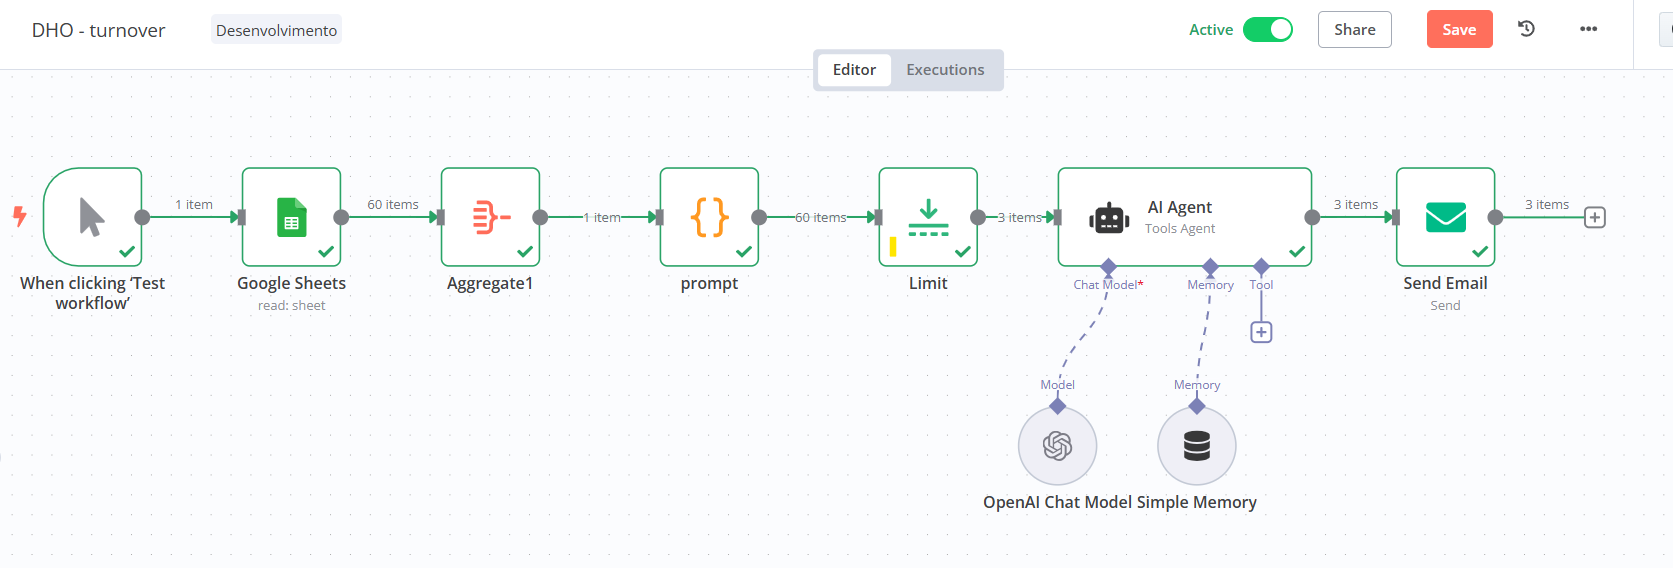 DHO - turnover
Desenvolvimento
Active
Share
Save
Editor
Executions
1 item
60 items
1 item
60 items
3 items
3 items
3 items
AI Agent
Tools Agent
When clicking ‘Test
workflow’
Google Sheets
read: sheet
Aggregate1
prompt
Limit
Chat Model*
Memory
Tool
Send Email
Send
Model
Memory
OpenAI Chat Model
Simple Memory